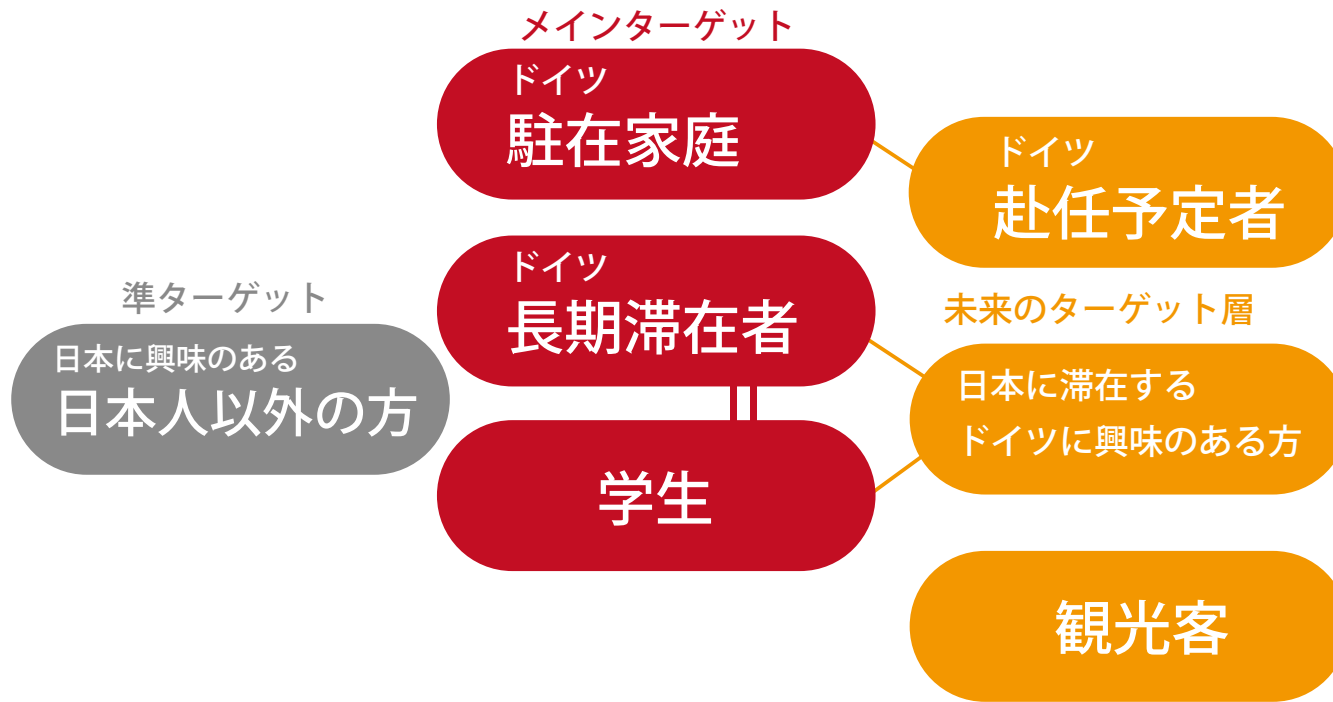 メインターゲット
ドイツ
駐在家庭
ドイツ
長期滞在者
学生
準ターゲット
日本に興味のある
日本人以外の方
ドイツ
赴任予定者
未来のターゲット層
日本に滞在する
ドイツに興味のある方
観光客